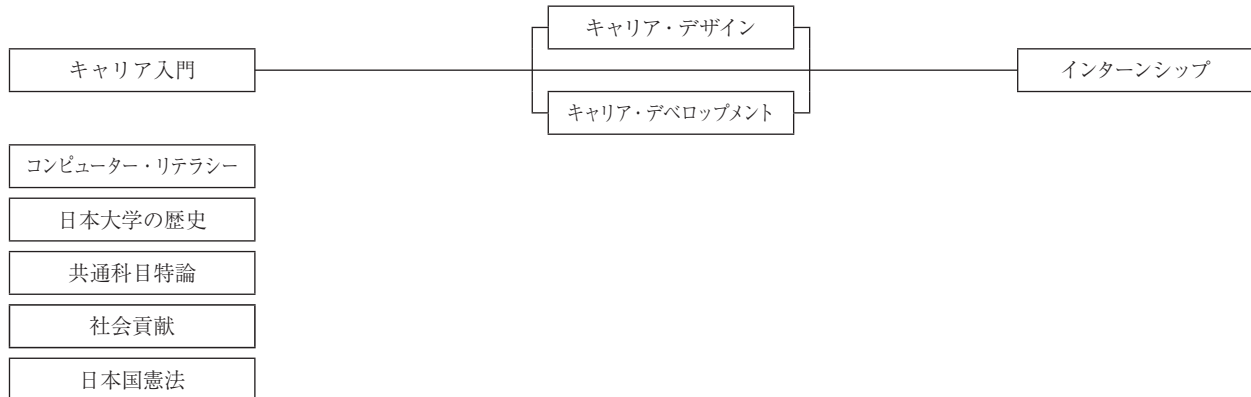 キャリア・デザイン
キャリア入門
インターンシップ
キャリア・デベロップメント
コンピューター・リテラシー
日本大学の歴史
共通科目特論
社会貢献
日本国憲法